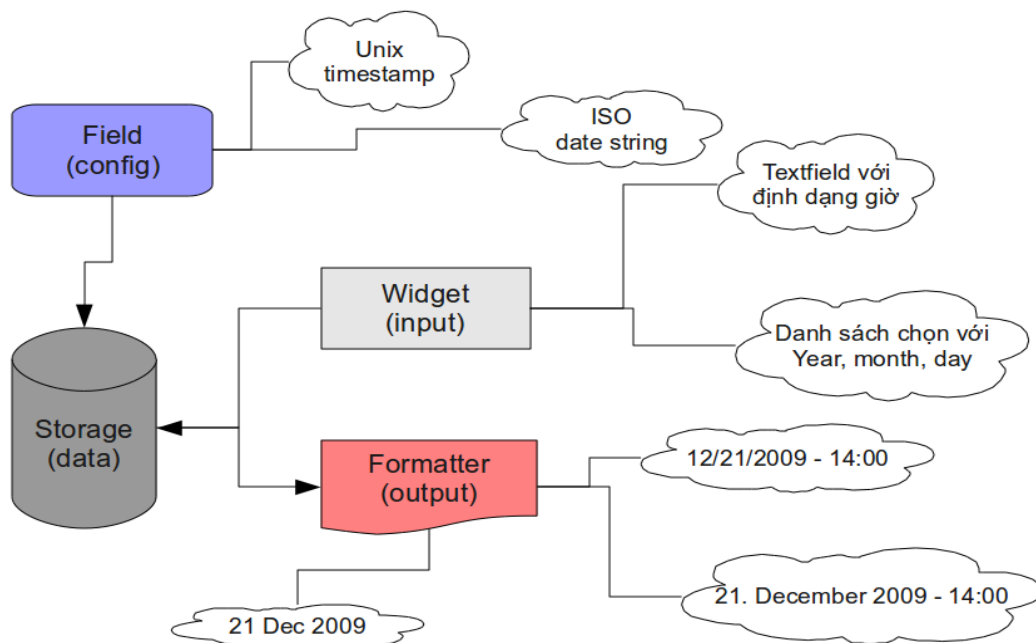 Unix
timestamp
Field
(config)
ISO
date string
Textfield với
định dạng giờ
Widget
(input)
Danh sách chọn với
Year, month, day
Storage
(data)
Formatter
(output)
12/21/2009 - 14:00
21. December 2009 - 14:00
21 Dec 2009